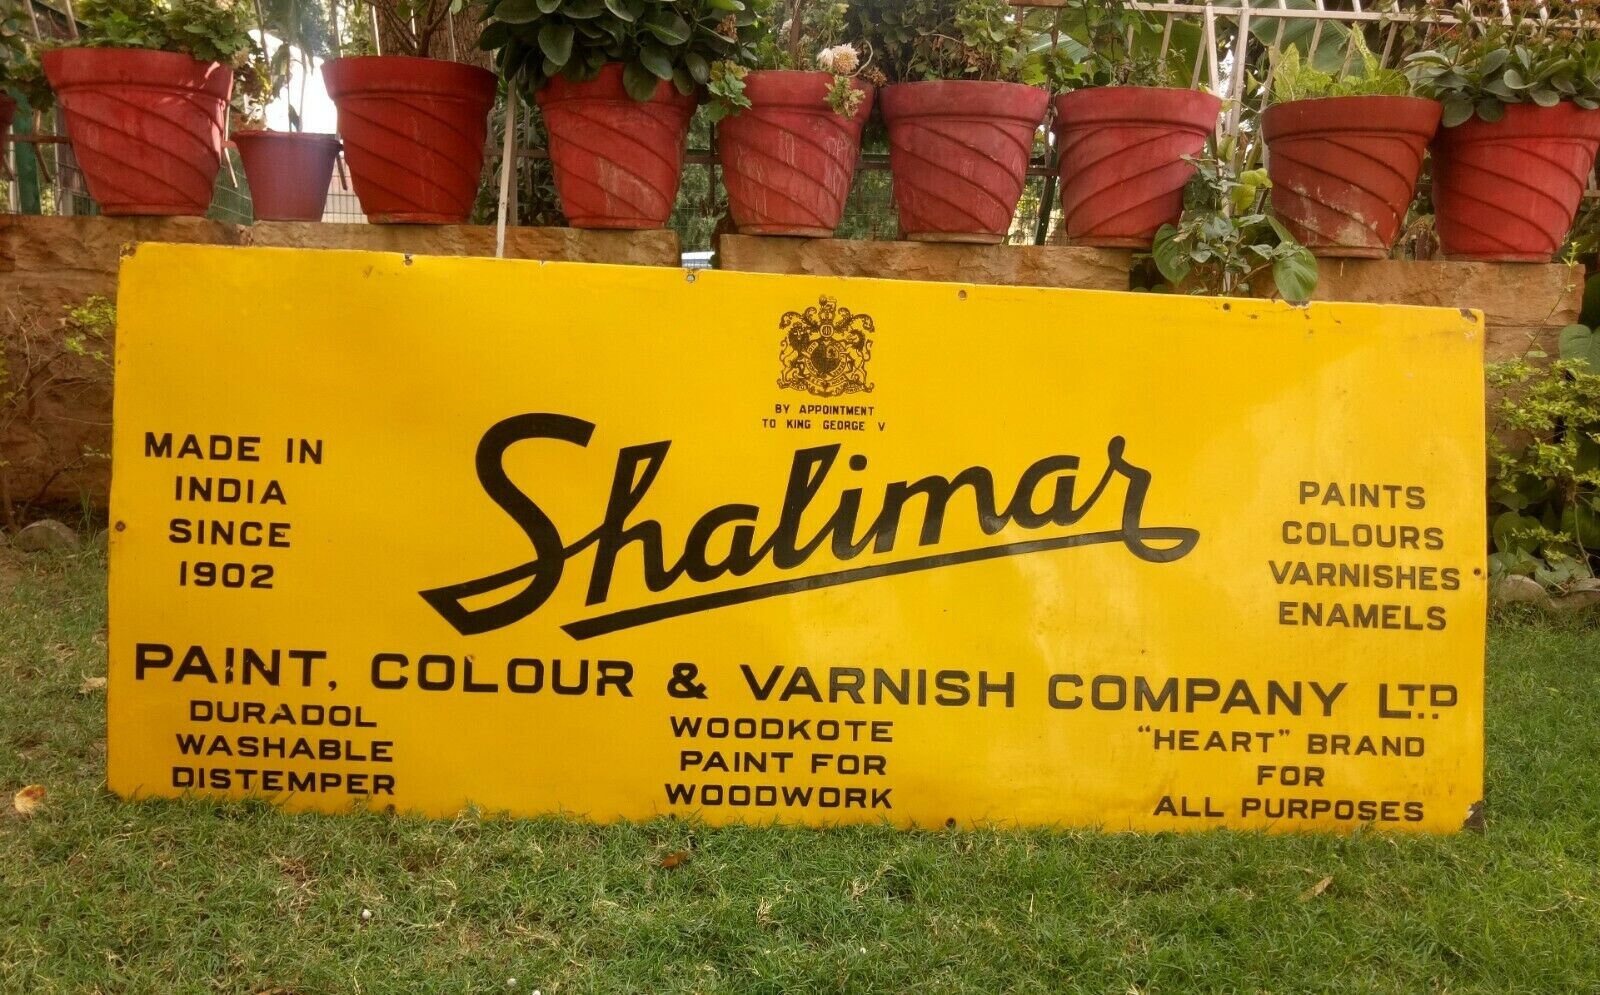 BY APPOINTMENT
TO KING GEORGE V
MADE IN
INDIA
SINCE
1902
Shalimar
PAINTS
COLOURS
VARNISHES
ENAMELS
PAINT, COLOUR & VARNISH COMPANY LTD
DURADOL
WASHABLE
DISTEMPER
WOODKOTE
PAINT FOR
WOODWORK
"HEART" BRAND
FOR
ALL PURPOSES